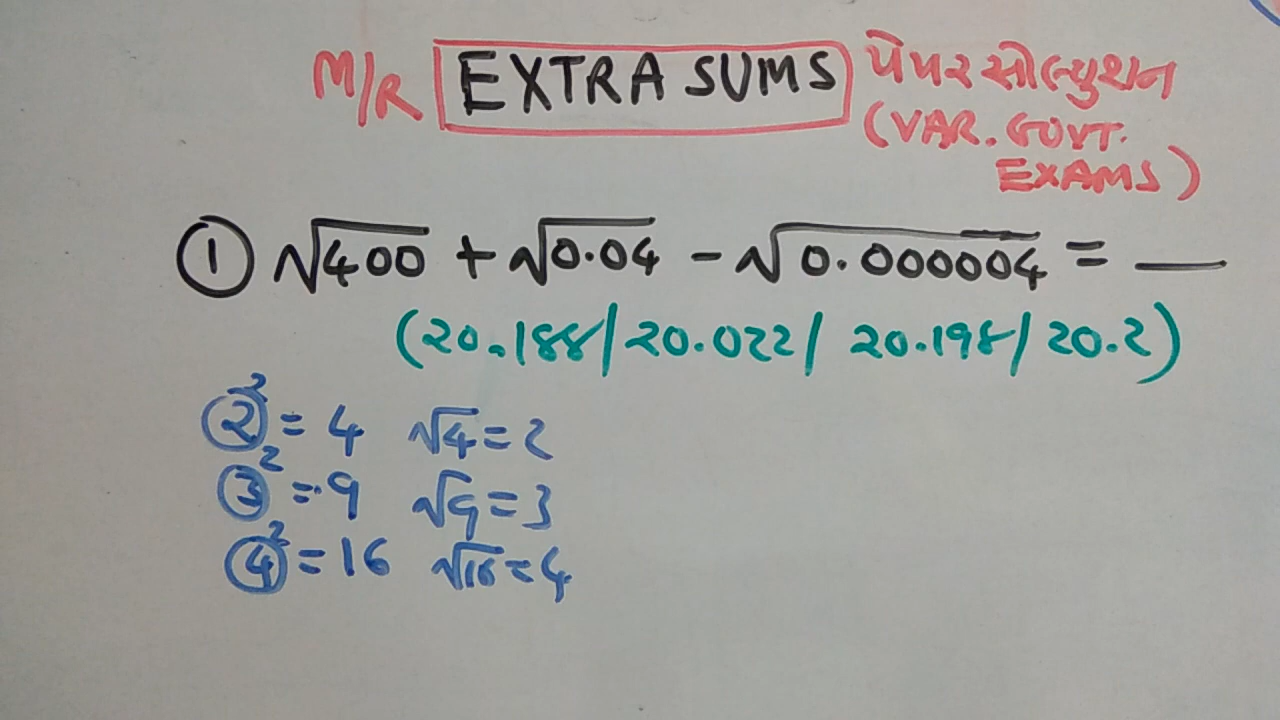 M/R EXTRA SUMS પેપર સોલ્યુશન
(VAR. GOVT.
EXAMS)
① √400 + √0.04 - √0.000004 = __
(20.188/20.022/20.198/20.2)
2² = 4 √4 = 2
3² = 9 √9 = 3
4² = 16 √16 = 4